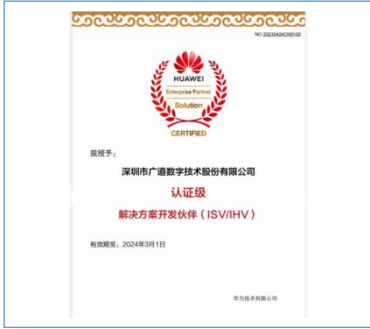 NO 20230424CN0100
HUAWEI
Enterprise Partner
Solution
CERTIFIED
兹授予：
深圳市广道数字技术股份有限公司
认证级
解决方案开发伙伴（ISV/IHV）
有效期至：2024年3月1日
华为技术有限公司